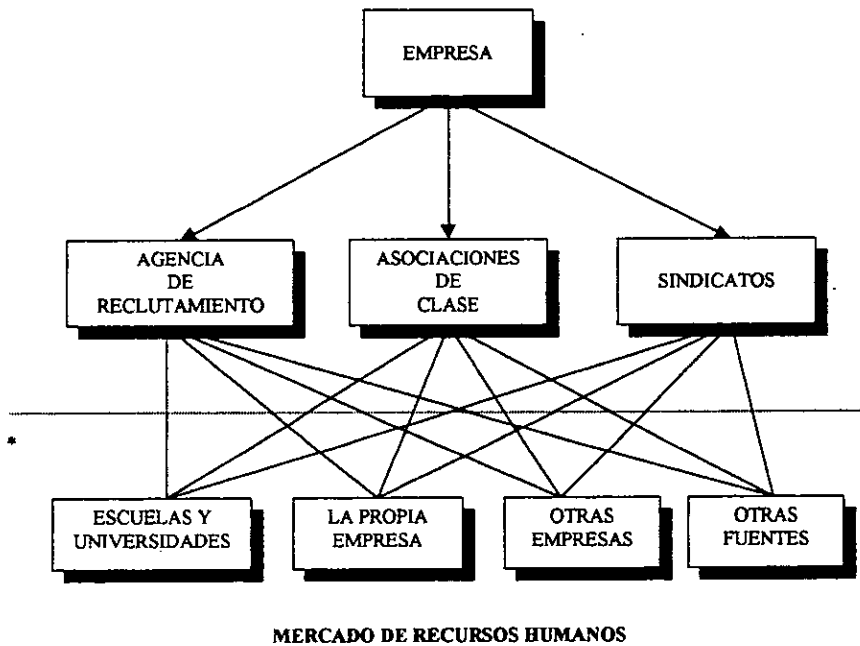 EMPRESA
AGENCIA
DE
RECLUTAMIENTO
ASOCIACIONES
DE
CLASE
SINDICATOS
*
ESCUELAS Y
UNIVERSIDADES
LA PROPIA
EMPRESA
OTRAS
EMPRESAS
OTRAS
FUENTES
MERCADO DE RECURSOS HUMANOS